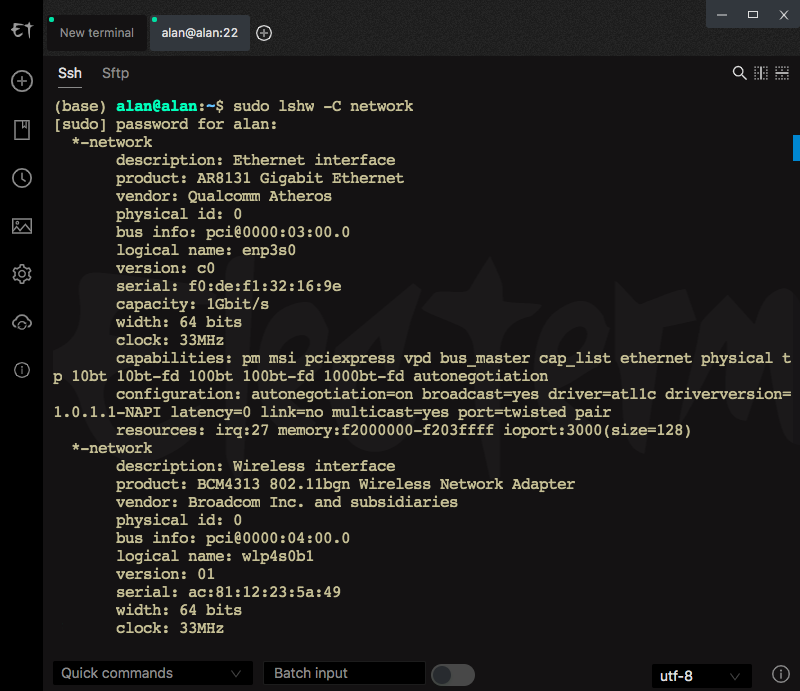 New terminal
alan@alan:22
Ssh Sftp
(base) alan@alan:~$ sudo lshw -C network
[sudo] password for alan:
*-network
description: Ethernet interface
product: AR8131 Gigabit Ethernet
vendor: Qualcomm Atheros
physical id: 0
bus info: pci@0000:03:00.0
logical name: enp3s0
version: c0
serial: f0:de:f1:32:16:9e
capacity: 1Gbit/s
width: 64 bits
clock: 33MHz
capabilities: pm msi pciexpress vpd bus_master cap_list ethernet physical t
p 10bt 10bt-fd 100bt 100bt-fd 1000bt-fd autonegotiation
configuration: autonegotiation=on broadcast=yes driver=atl1c driverversion=
1.0.1.1-NAPI latency=0 link=no multicast=yes port=twisted pair
resources: irq:27 memory:f2000000-f203ffff ioport:3000(size=128)
*-network
description: Wireless interface
product: BCM4313 802.11bgn Wireless Network Adapter
vendor: Broadcom Inc. and subsidiaries
physical id: 0
bus info: pci@0000:04:00.0
logical name: wlp4s0b1
version: 01
serial: ac:81:12:23:5a:49
width: 64 bits
clock: 33MHz
Quick commands
Batch input
utf-8